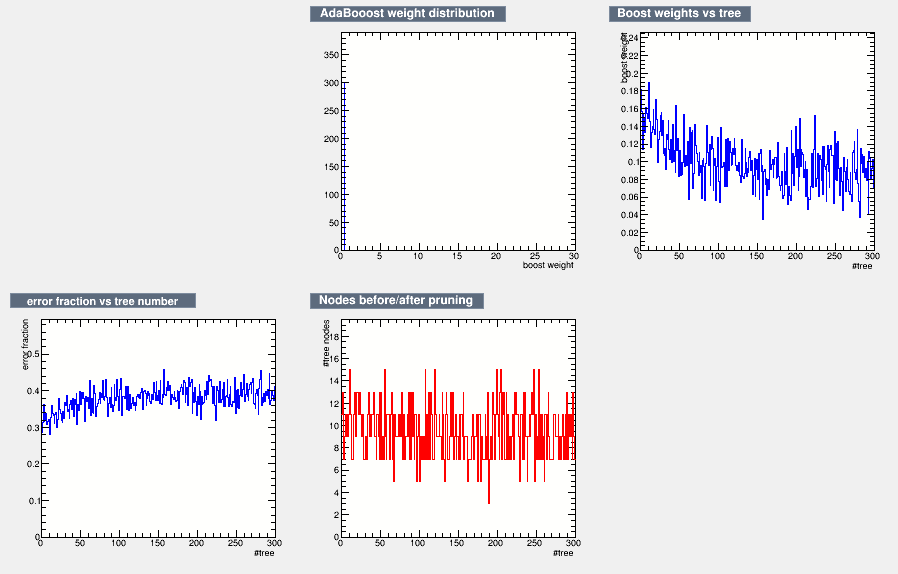 AdaBooost weight distribution
350
300
250
200
150
100
50
0
0 5 10 15 20 25 30
boost weight
Boost weights vs tree
boost weight
0.24
0.22
0.2
0.18
0.16
0.14
0.12
0.1
0.08
0.06
0.04
0.02
0
0 50 100 150 200 250 300
#tree
error fraction vs tree number
error fraction
0.5
0.4
0.3
0.2
0.1
0
0 50 100 150 200 250 300
#tree
Nodes before/after pruning
#tree nodes
18
16
14
12
10
8
6
4
2
0
0 50 100 150 200 250 300
#tree